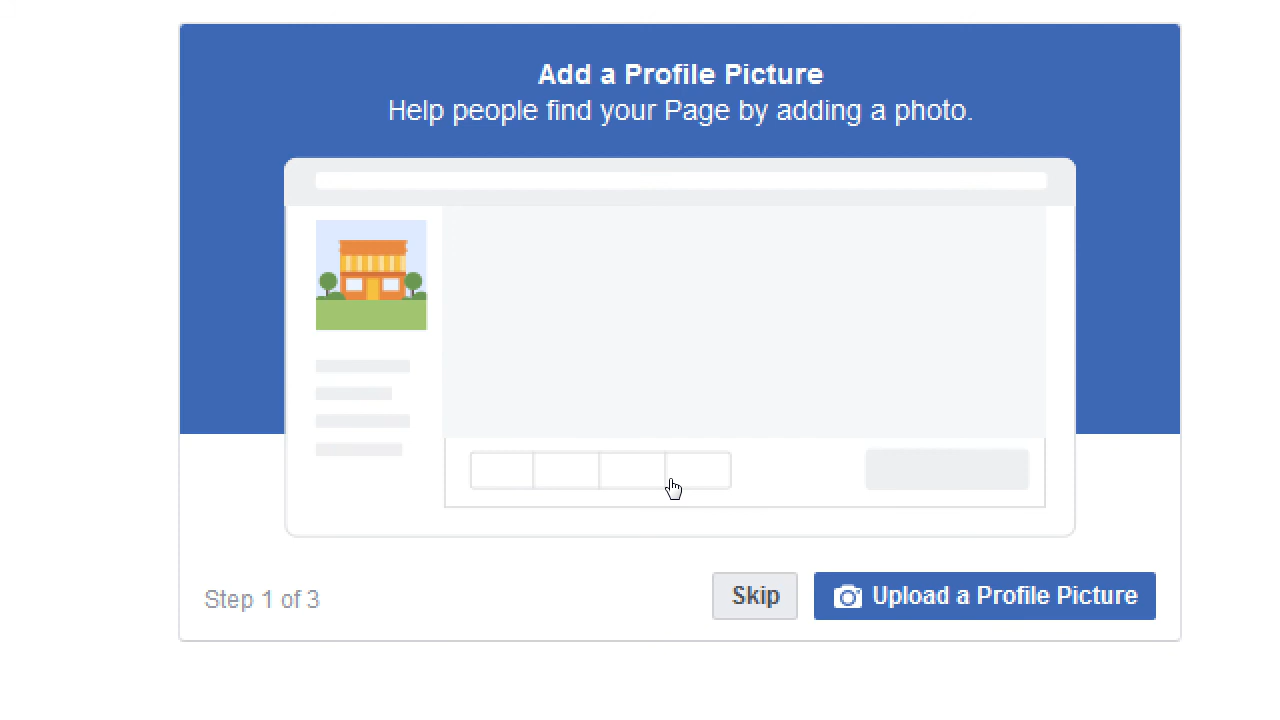 Add a Profile Picture
Help people find your Page by adding a photo.
Step 1 of 3
Skip
Upload a Profile Picture